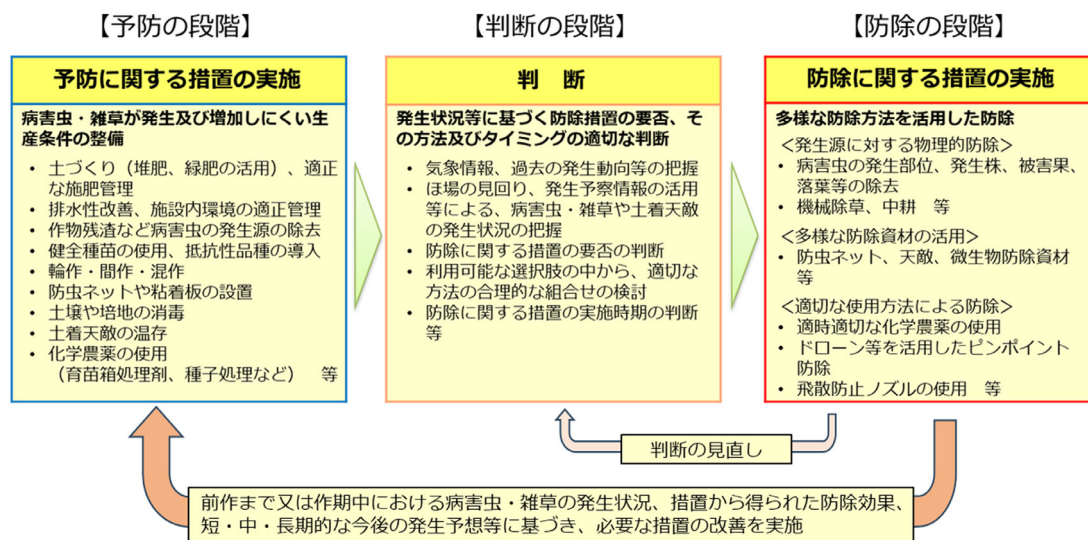 【予防の段階】
予防に関する措置の実施
病害虫・雑草が発生及び増加しにくい生
産条件の整備
• 土づくり（堆肥、緑肥の活用）、適正
な施肥管理
• 排水性改善、施設内環境の適正管理
• 作物残渣など病害虫の発生源の除去
• 健全種苗の使用、抵抗性品種の導入
• 輪作・間作・混作
• 防虫ネットや粘着板の設置
• 土壌や培地の消毒
• 土着天敵の温存
• 化学農薬の使用
（育苗箱処理剤、種子処理など）　等
【判断の段階】
判　断
発生状況等に基づく防除措置の要否、そ
の方法及びタイミングの適切な判断
• 気象情報、過去の発生動向等の把握
• ほ場の見回り、発生予察情報の活用
等による、病害虫・雑草や土着天敵
の発生状況の把握
• 防除に関する措置の要否の判断
• 利用可能な選択肢の中から、適切な
方法の合理的な組合せの検討
• 防除に関する措置の実施時期の判断
等
【防除の段階】
防除に関する措置の実施
多様な防除方法を活用した防除
＜発生源に対する物理的防除＞
• 病害虫の発生部位、発生株、被害果、
落葉等の除去
• 機械除草、中耕　等
＜多様な防除資材の活用＞
• 防虫ネット、天敵、微生物防除資材
等
＜適切な使用方法による防除＞
• 適時適切な化学農薬の使用
• ドローン等を活用したピンポイント
防除
• 飛散防止ノズルの使用　等
判断の見直し
前作まで又は作期中における病害虫・雑草の発生状況、措置から得られた防除効果、
短・中・長期的な今後の発生予想等に基づき、必要な措置の改善を実施